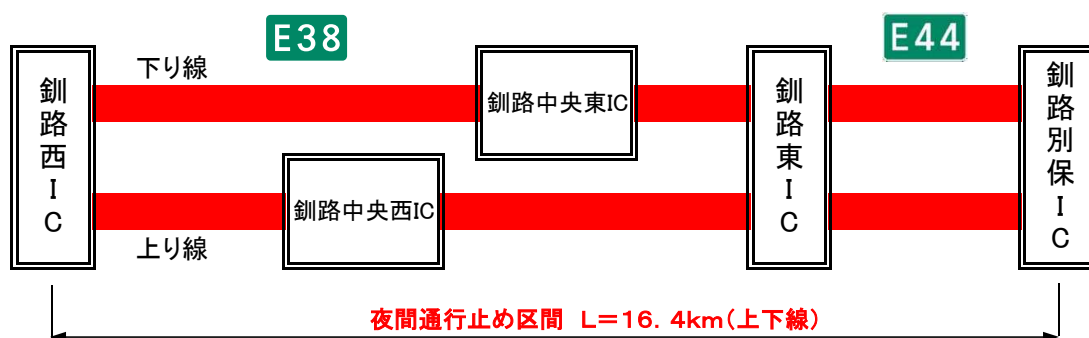 E38
E44
下り線
釧路西IC
釧路中央東IC
釧路東IC
釧路別保IC
釧路中央西IC
上り線
夜間通行止め区間 L=16.4km(上下線)